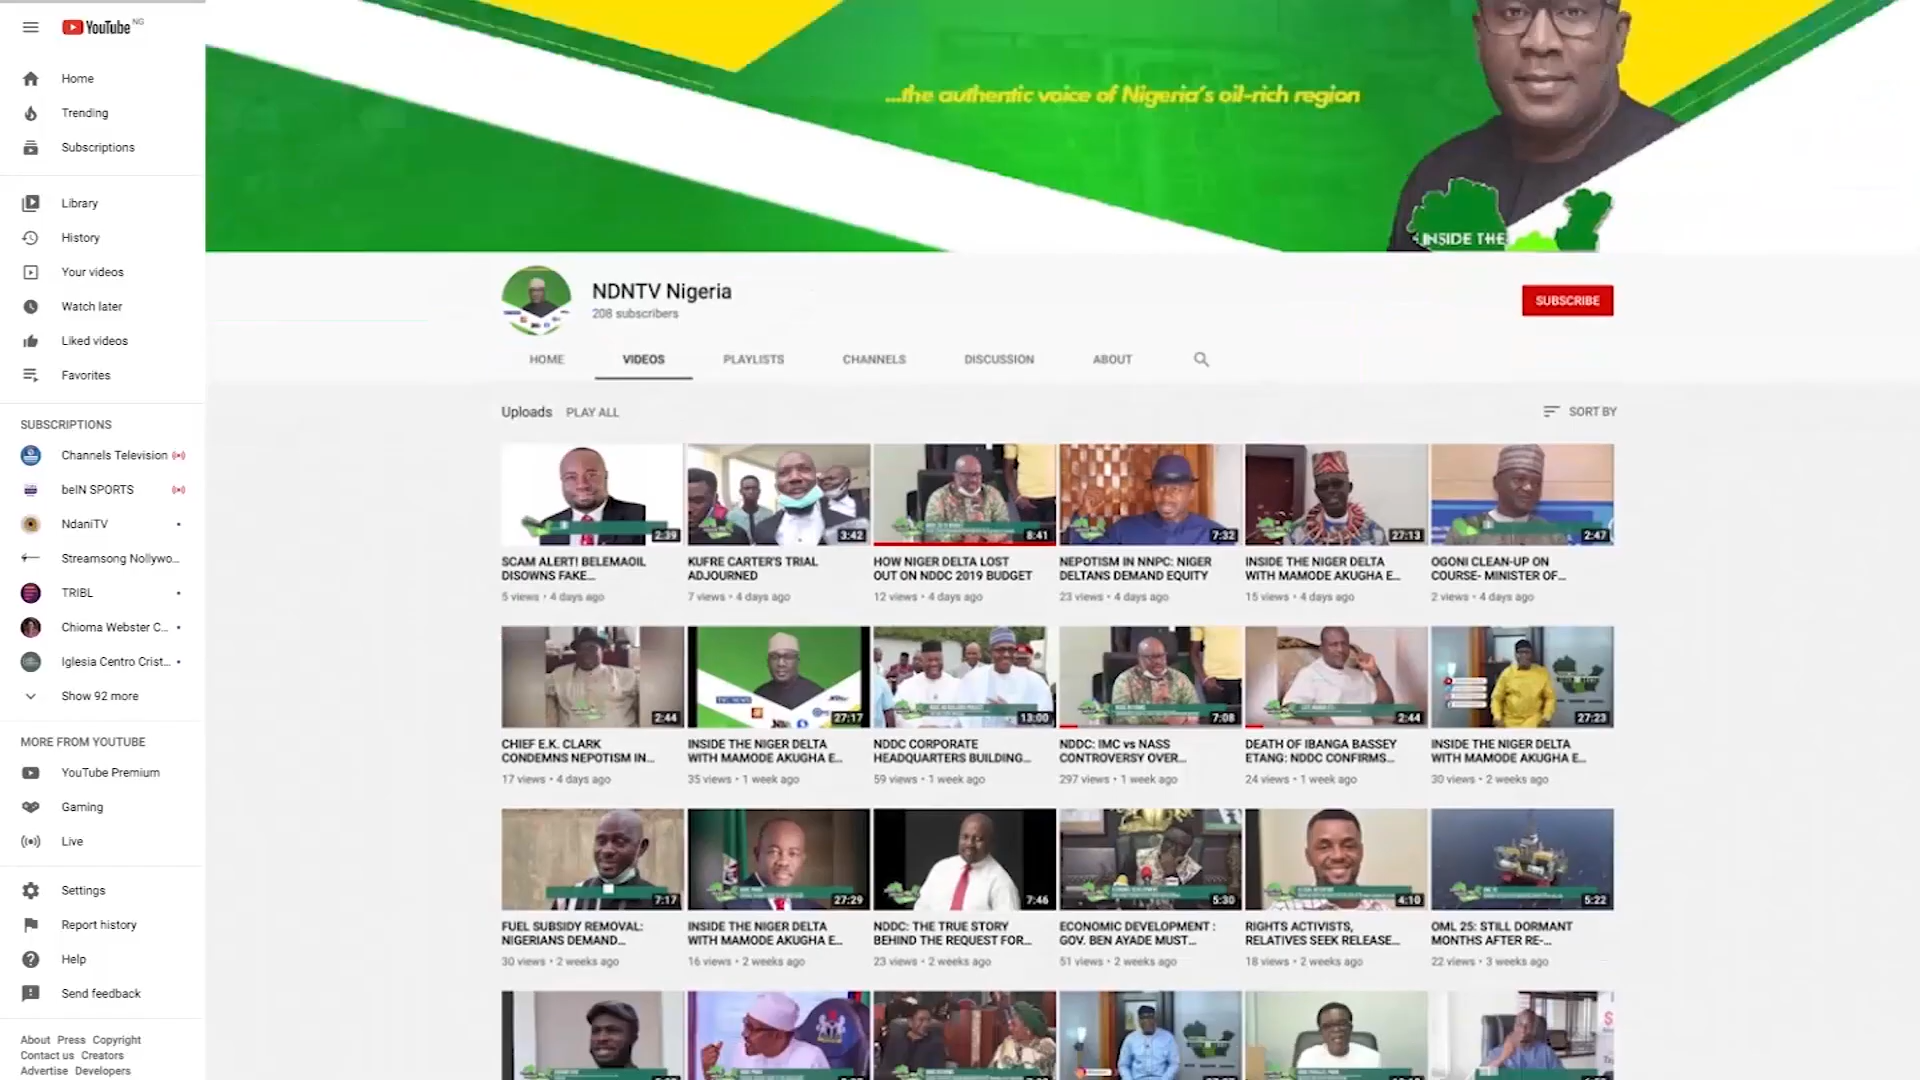 YouTube NG
Home
Trending
Subscriptions
Library
History
Your videos
Watch later
Liked videos
Favorites
SUBSCRIPTIONS
Channels Television
beIN SPORTS
NdaniTV
Streamsong Nollywo...
TRIBL
Chioma Webster C...
Iglesia Centro Crist...
Show 92 more
MORE FROM YOUTUBE
YouTube Premium
Gaming
Live
Settings
Report history
Help
Send feedback
About Press Copyright
Contact us Creators
Advertise Developers
...the authentic voice of Nigeria's oil-rich region
INSIDE THE
NDNTV Nigeria
208 subscribers
SUBSCRIBE
HOME VIDEOS PLAYLISTS CHANNELS DISCUSSION ABOUT
Uploads PLAY ALL SORT BY
2:39 3:42 8:41 7:32 27:13 2:47
SCAM ALERT! BELEMAOIL
DISOWNS FAKE...
5 views • 4 days ago
KUFRE CARTER'S TRIAL
ADJOURNED
7 views • 4 days ago
HOW NIGER DELTA LOST
OUT ON NDDC 2019 BUDGET
12 views • 4 days ago
NEPOTISM IN NNPC: NIGER
DELTANS DEMAND EQUITY
23 views • 4 days ago
INSIDE THE NIGER DELTA
WITH MAMODE AKUGHA E...
15 views • 4 days ago
OGONI CLEAN-UP ON
COURSE- MINISTER OF...
2 views • 4 days ago
2:44 27:17 13:00 7:08 2:44 27:23
CHIEF E.K. CLARK
CONDEMNS NEPOTISM IN...
17 views • 4 days ago
INSIDE THE NIGER DELTA
WITH MAMODE AKUGHA E...
35 views • 1 week ago
NDDC CORPORATE
HEADQUARTERS BUILDING...
59 views • 1 week ago
NDDC: IMC vs NASS
CONTROVERSY OVER...
297 views • 1 week ago
DEATH OF IBANGA BASSEY
ETANG: NDDC CONFIRMS...
24 views • 1 week ago
INSIDE THE NIGER DELTA
WITH MAMODE AKUGHA E...
30 views • 2 weeks ago
7:17 27:29 7:46 5:30 4:10 5:22
FUEL SUBSIDY REMOVAL:
NIGERIANS DEMAND...
30 views • 2 weeks ago
INSIDE THE NIGER DELTA
WITH MAMODE AKUGHA E...
16 views • 2 weeks ago
NDDC: THE TRUE STORY
BEHIND THE REQUEST FOR...
23 views • 2 weeks ago
ECONOMIC DEVELOPMENT :
GOV. BEN AYADE MUST...
51 views • 2 weeks ago
RIGHTS ACTIVISTS,
RELATIVES SEEK RELEASE...
18 views • 2 weeks ago
OML 25: STILL DORMANT
MONTHS AFTER RE-...
22 views • 3 weeks ago